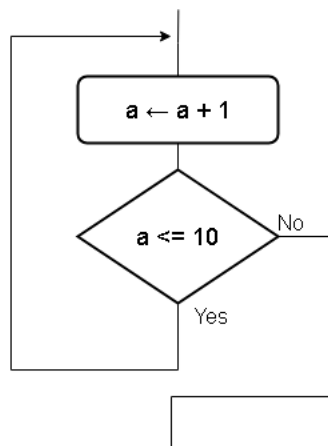 a ← a + 1
a <= 10
No
Yes